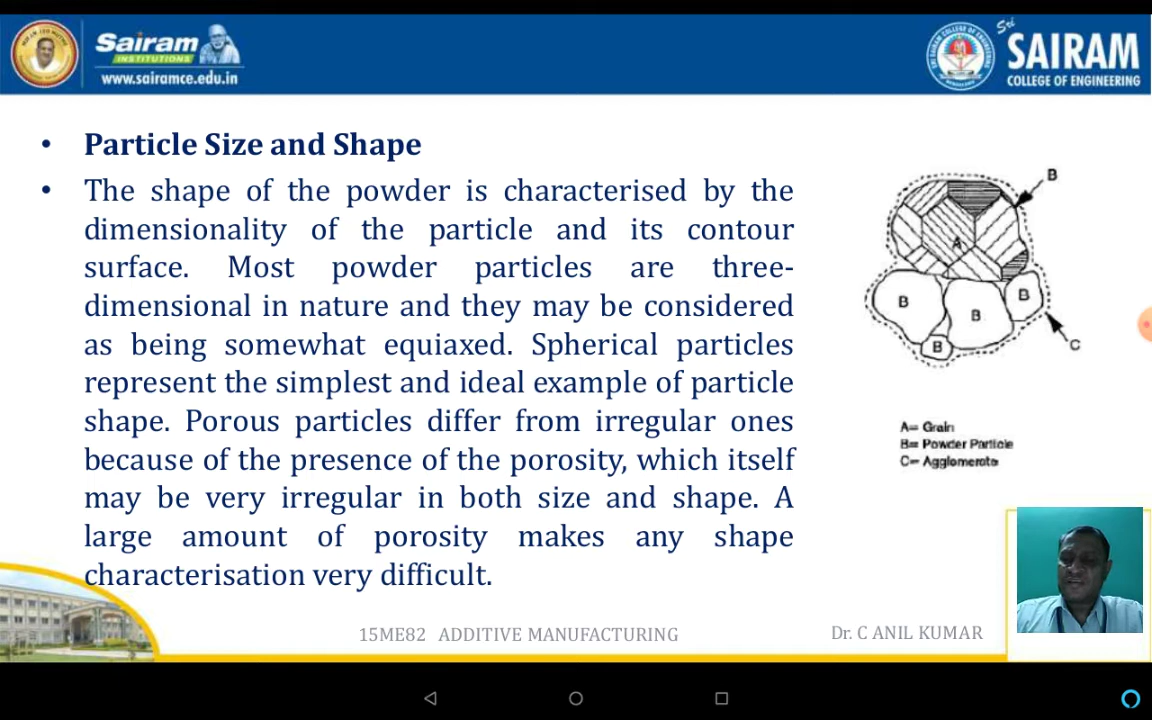 Sairam
INSTITUTIONS
www.sairamce.edu.in
Sri
SAIRAM
COLLEGE OF ENGINEERING
• Particle Size and Shape
• The shape of the powder is characterised by the
dimensionality of the particle and its contour
surface. Most powder particles are three-
dimensional in nature and they may be considered
as being somewhat equiaxed. Spherical particles
represent the simplest and ideal example of particle
shape. Porous particles differ from irregular ones
because of the presence of the porosity, which itself
may be very irregular in both size and shape. A
large amount of porosity makes any shape
characterisation very difficult.
B
A
B
B
B
B
C
A= Grain
B= Powder Particle
C= Agglomerate
15ME82 ADDITIVE MANUFACTURING
Dr. C ANIL KUMAR